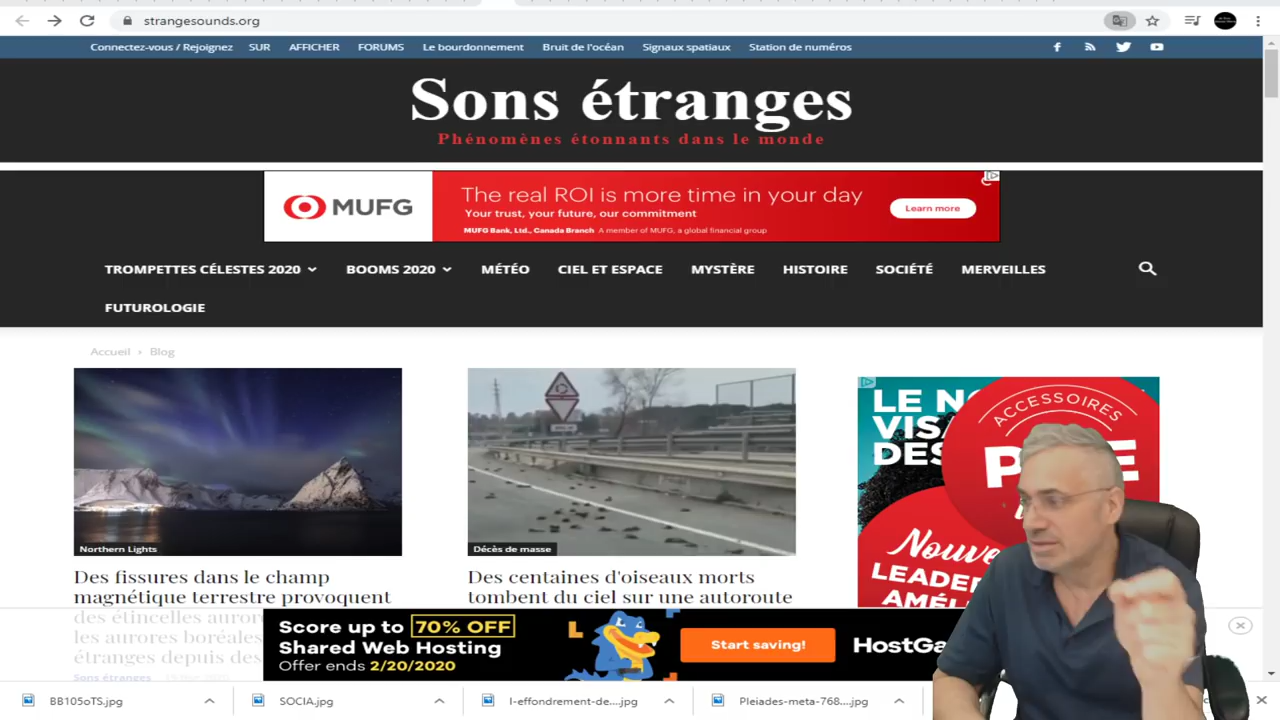 strangesounds.org
Connectez-vous / Rejoignez SUR AFFICHER FORUMS Le bourdonnement Bruit de l'océan Signaux spatiaux Station de numéros
Sons étranges
Phénomènes étonnants dans le monde
MUFG
The real ROI is more time in your day
Your trust, your future, our commitment
MUFG Bank, Ltd., Canada Branch A member of MUFG, a global financial group
Learn more
TROMPETTES CÉLESTES 2020 BOOMS 2020 MÉTÉO CIEL ET ESPACE MYSTÈRE HISTOIRE SOCIÉTÉ MERVEILLES
FUTUROLOGIE
Accueil › Blog
Northern Lights
Des fissures dans le champ
magnétique terrestre provoquent
des étincelles auror
les aurores boréales
étranges depuis des
Sons étranges
Décès de masse
Des centaines d'oiseaux morts
tombent du ciel sur une autoroute
LE NO
VISA
DES
ACCESSOIRES
Nouve
LEADER
AMÉL
Score up to 70% OFF
Shared Web Hosting
Offer ends 2/20/2020
Start saving!
HostGa
BB105oTS.jpg
SOCIA.jpg
I-effondrement-de....jpg
Pleiades-meta-768....jpg